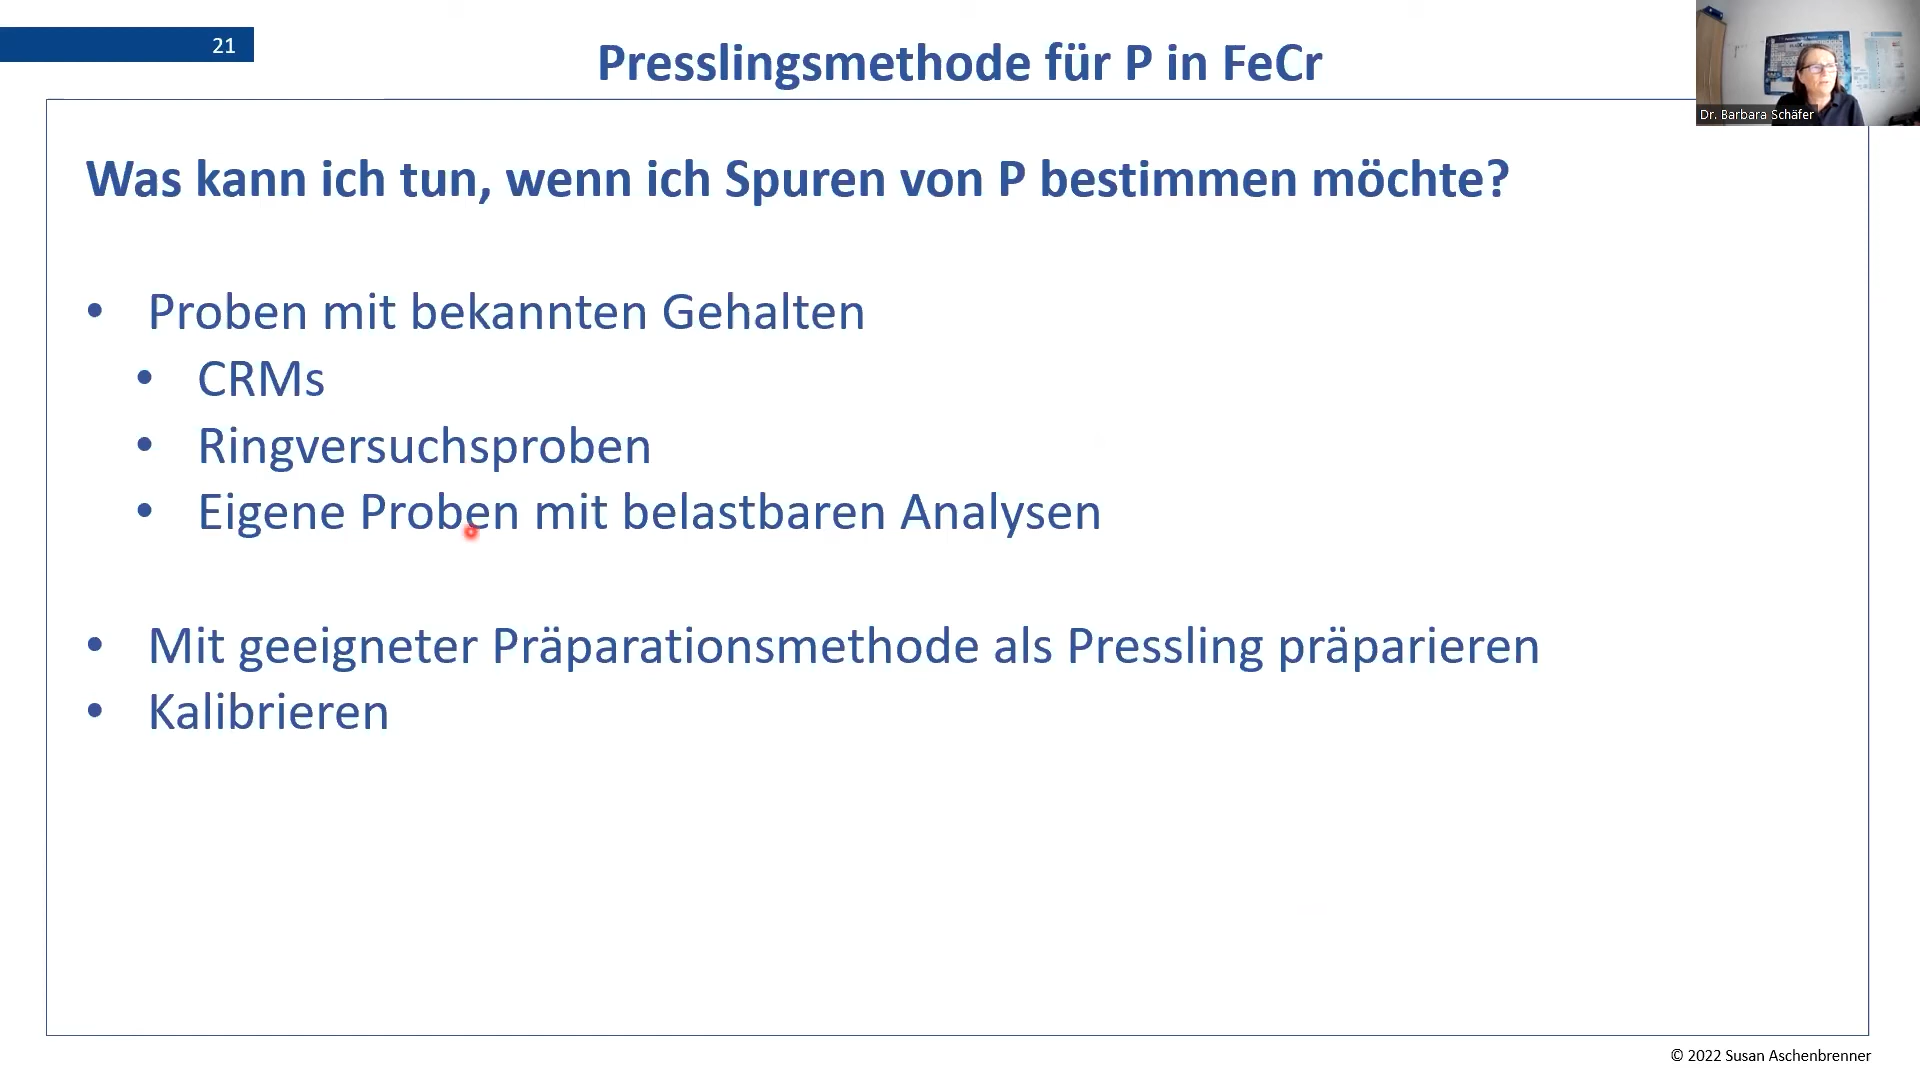 21
Presslingsmethode für P in FeCr
Dr. Barbara Schäfer
Was kann ich tun, wenn ich Spuren von P bestimmen möchte?
• Proben mit bekannten Gehalten
• CRMs
• Ringversuchsproben
• Eigene Proben mit belastbaren Analysen
• Mit geeigneter Präparationsmethode als Pressling präparieren
• Kalibrieren
© 2022 Susan Aschenbrenner